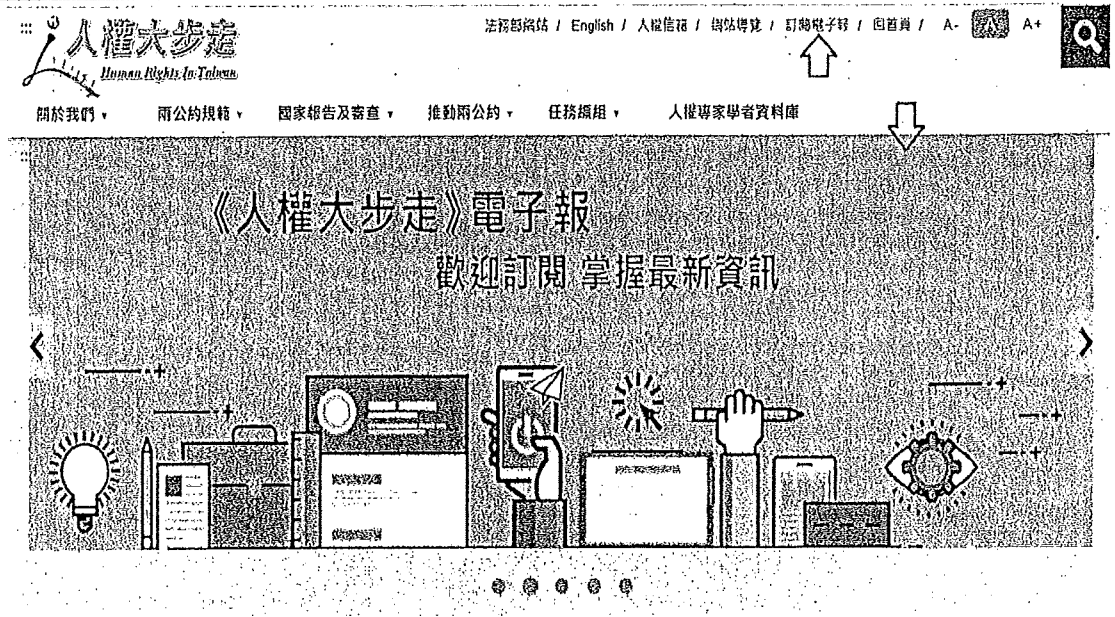 人權大步走
Human Rights In Taiwan
法務部網站 / English / 人權信箱 / 網站導覽 / 訂閱電子報 / 回首頁 / A- A A+
關於我們 兩公約規範 國家報告及審查 推動兩公約 任務編組 人權專家學者資料庫
《人權大步走》電子報
歡迎訂閱 掌握最新資訊